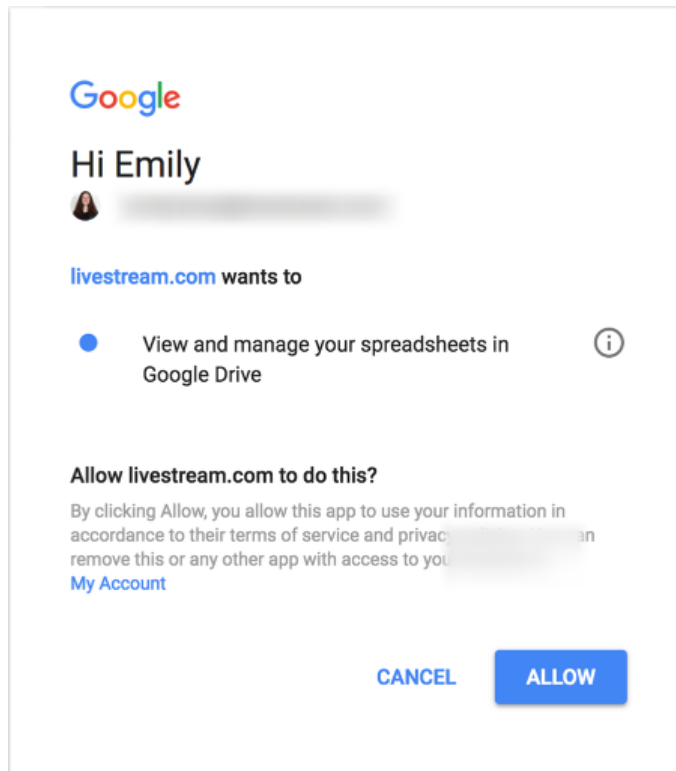 Google
Hi Emily
livestream.com wants to
View and manage your spreadsheets in
Google Drive
Allow livestream.com to do this?
By clicking Allow, you allow this app to use your information in
accordance to their terms of service and privacy
remove this or any other app with access to
My Account
CANCEL
ALLOW